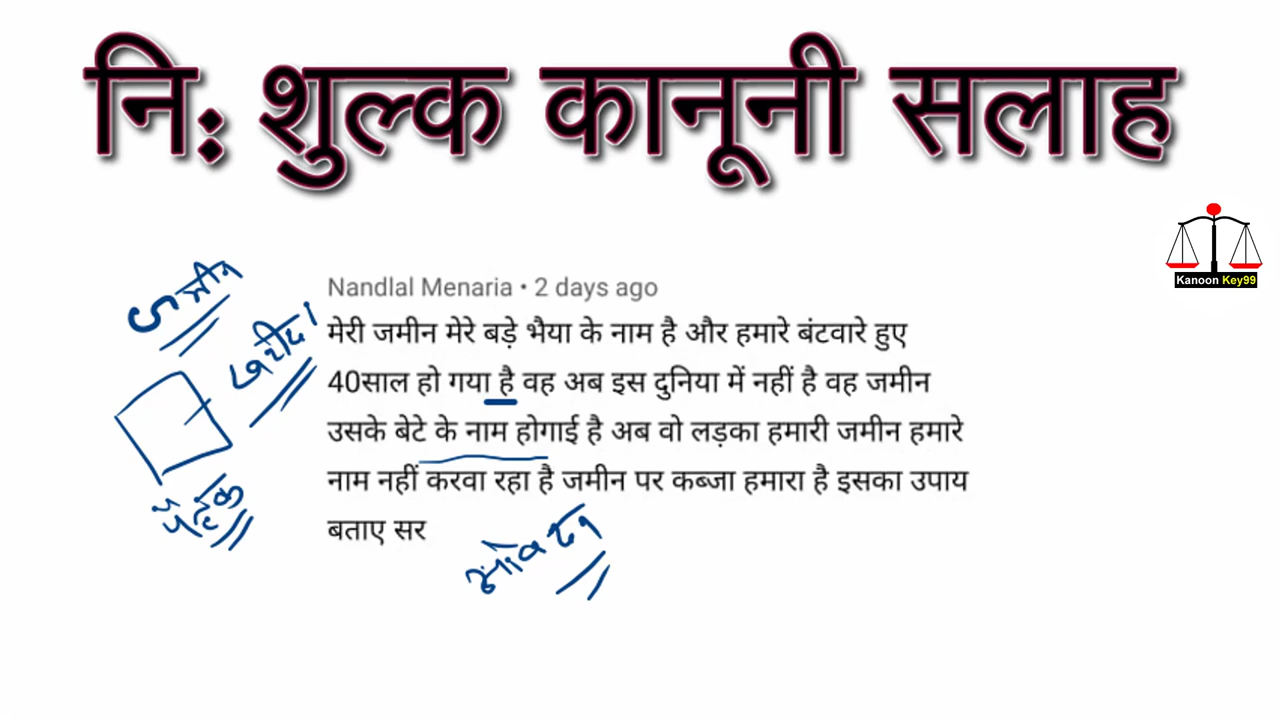 नि: शुल्क कानूनी सलाह
Kanoon Key99
Nandlal Menaria • 2 days ago
मेरी जमीन मेरे बड़े भैया के नाम है और हमारे बंटवारे हुए
40साल हो गया है वह अब इस दुनिया में नहीं है वह जमीन
उसके बेटे के नाम होगाई है अब वो लड़का हमारी जमीन हमारे
नाम नहीं करवा रहा है जमीन पर कब्जा हमारा है इसका उपाय
बताए सर
जमीन
खरीदा
पैतृक